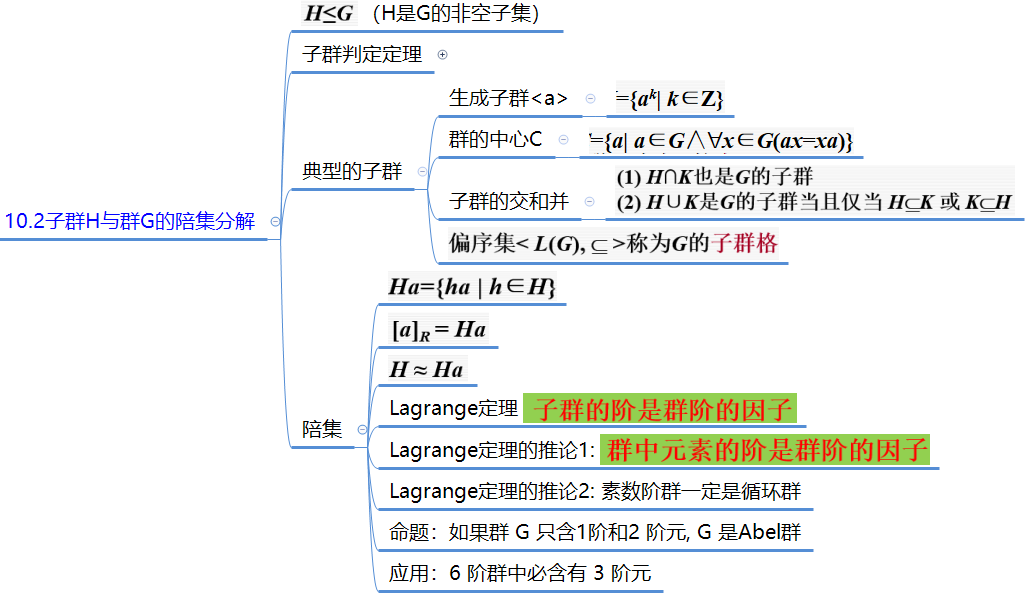 10.2子群H与群G的陪集分解
H≤G （H是G的非空子集）
子群判定定理
典型的子群
生成子群<a>
={aᵏ| k∈Z}
群的中心C
={a| a∈G∧∀x∈G(ax=xa)}
子群的交和并
(1) H∩K也是G的子群
(2) H∪K是G的子群当且仅当 H⊆K 或 K⊆H
偏序集< L(G), ⊆ >称为G的子群格
陪集
Ha={ha | h∈H}
[a]R = Ha
H ≈ Ha
Lagrange定理 子群的阶是群阶的因子
Lagrange定理的推论1: 群中元素的阶是群阶的因子
Lagrange定理的推论2: 素数阶群一定是循环群
命题：如果群 G 只含1阶和2 阶元, G 是Abel群
应用：6 阶群中必含有 3 阶元